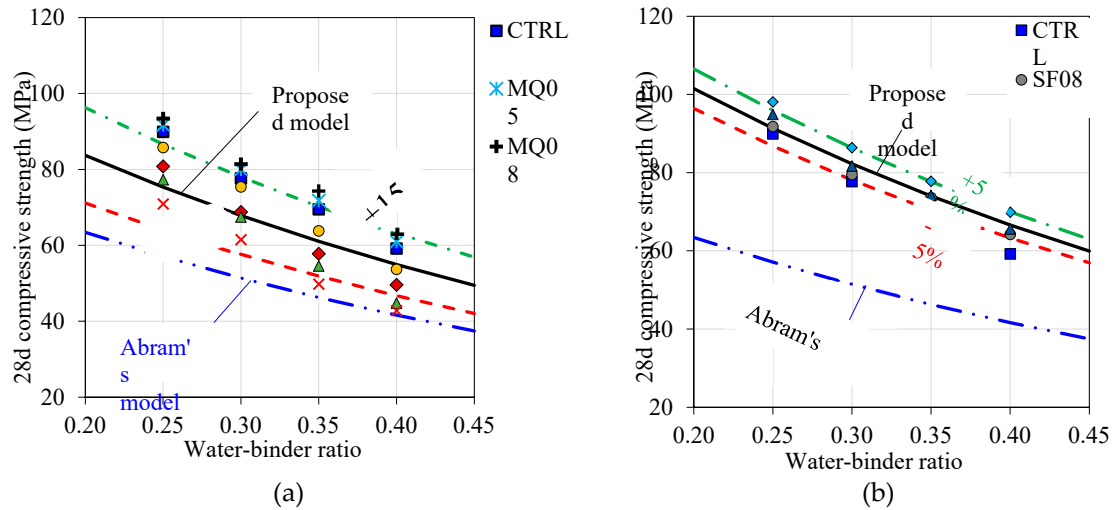 120
100
80
60
40
20
0.20 0.25 0.30 0.35 0.40 0.45
28d compressive strength (MPa)
Water-binder ratio
Propose
d model
+15
Abram'
s
model
CTRL
MQ0
5
MQ0
8
(a)
120
100
80
60
40
20
0.20 0.25 0.30 0.35 0.40 0.45
28d compressive strength (MPa)
Water-binder ratio
Propose
d
model
+5
%
-
5%
Abram's
CTR
L
SF08
(b)